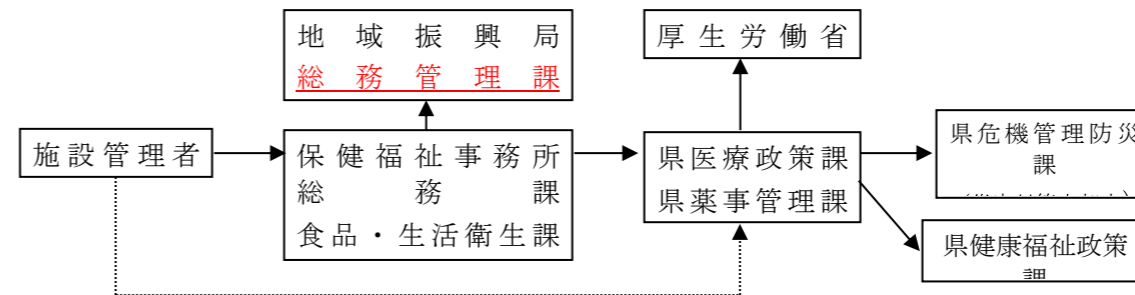 地域振興局
総務管理課
厚生労働省
施設管理者
保健福祉事務所
総務課
食品・生活衛生課
県医療政策課
県薬事管理課
県危機管理防災
課
県健康福祉政策
課